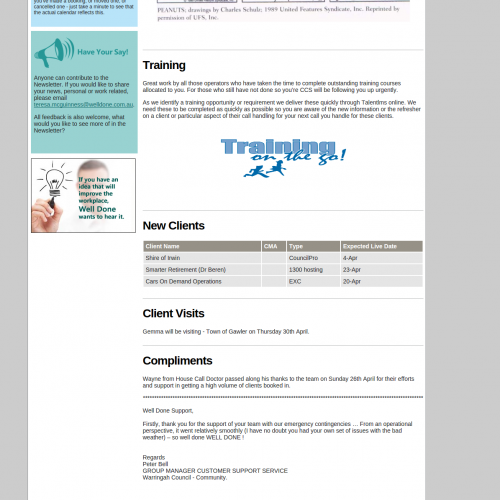 you've made a booking, or moved one, or
cancelled one - just take a minute to see that
the actual calendar reflects this.
Have Your Say!
Anyone can contribute to the
Newsletter. If you would like to share
your news, personal or work related,
please email
teresa.mcguinness@welldone.com.au.
All feedback is also welcome, what
would you like to see more of in the
Newsletter?
If you have an
idea that will
improve the
workplace,
Well Done
wants to hear it.
PEANUTS: drawings by Charles Schulz. 1989 United Features Syndicate, Inc. Reprinted by
permission of UFS, Inc.
Training
Great work by all those operators who have taken the time to complete outstanding training courses
allocated to you. For those who still have not done so you're CCS will be following you up urgently.
As we identify a training opportunity or requirement we deliver these quickly through Talentlms online. We
need these to be completed as quickly as possible so you are aware of the new information or the refresher
on a client or particular aspect of their call handling for your next call you handle for these clients.
Training
on the go!
New Clients
Client Name CMA Type Expected Live Date
Shire of Irwin CouncilPro 4-Apr
Smarter Retirement (Dr Beren) 1300 hosting 23-Apr
Cars On Demand Operations EXC 20-Apr
Client Visits
Gemma will be visiting - Town of Gawler on Thursday 30th April.
Compliments
Wayne from House Call Doctor passed along his thanks to the team on Sunday 26th April for their efforts
and support in getting a high volume of clients booked in.
Well Done Support,
Firstly, thank you for the support of your team with our emergency contingencies … From an operational
perspective, it went relatively smoothly (I have no doubt you had your own set of issues with the bad
weather) – so well done WELL DONE !
Regards
Peter Bell
GROUP MANAGER CUSTOMER SUPPORT SERVICE
Warringah Council - Community.